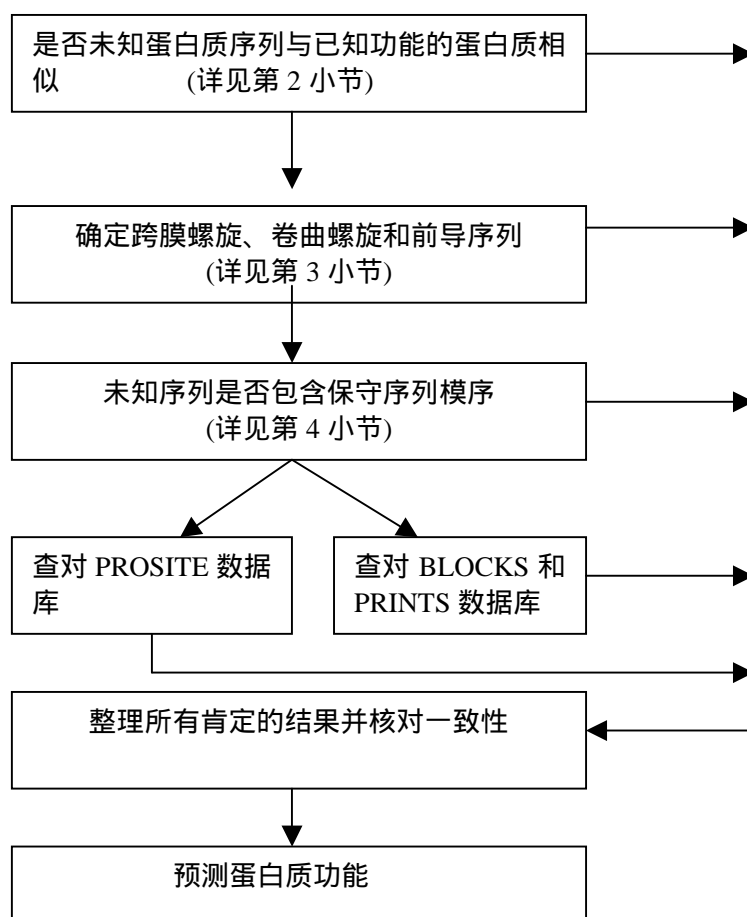 是否未知蛋白质序列与已知功能的蛋白质相
似 (详见第 2 小节)
确定跨膜螺旋、卷曲螺旋和前导序列
(详见第 3 小节)
未知序列是否包含保守序列模序
(详见第 4 小节)
查对 PROSITE 数据
库
查对 BLOCKS 和
PRINTS 数据库
整理所有肯定的结果并核对一致性
预测蛋白质功能